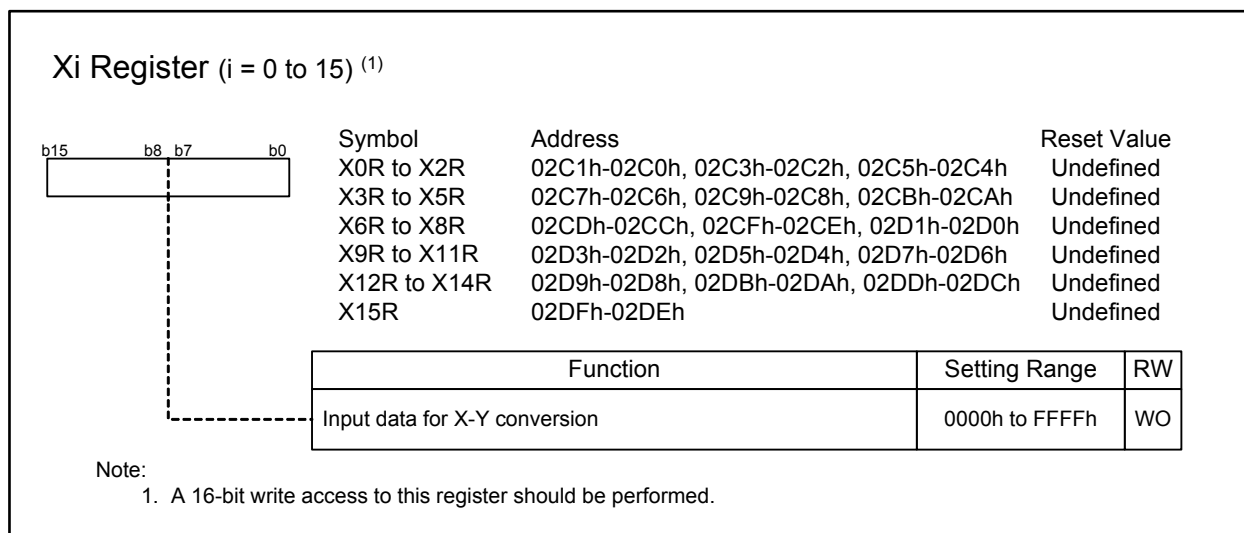 Xi Register (i = 0 to 15) (1)
b15 b8 b7 b0
Symbol Address Reset Value
X0R to X2R 02C1h-02C0h, 02C3h-02C2h, 02C5h-02C4h Undefined
X3R to X5R 02C7h-02C6h, 02C9h-02C8h, 02CBh-02CAh Undefined
X6R to X8R 02CDh-02CCh, 02CFh-02CEh, 02D1h-02D0h Undefined
X9R to X11R 02D3h-02D2h, 02D5h-02D4h, 02D7h-02D6h Undefined
X12R to X14R 02D9h-02D8h, 02DBh-02DAh, 02DDh-02DCh Undefined
X15R 02DFh-02DEh Undefined
Function Setting Range RW
Input data for X-Y conversion 0000h to FFFFh WO
Note:
1. A 16-bit write access to this register should be performed.